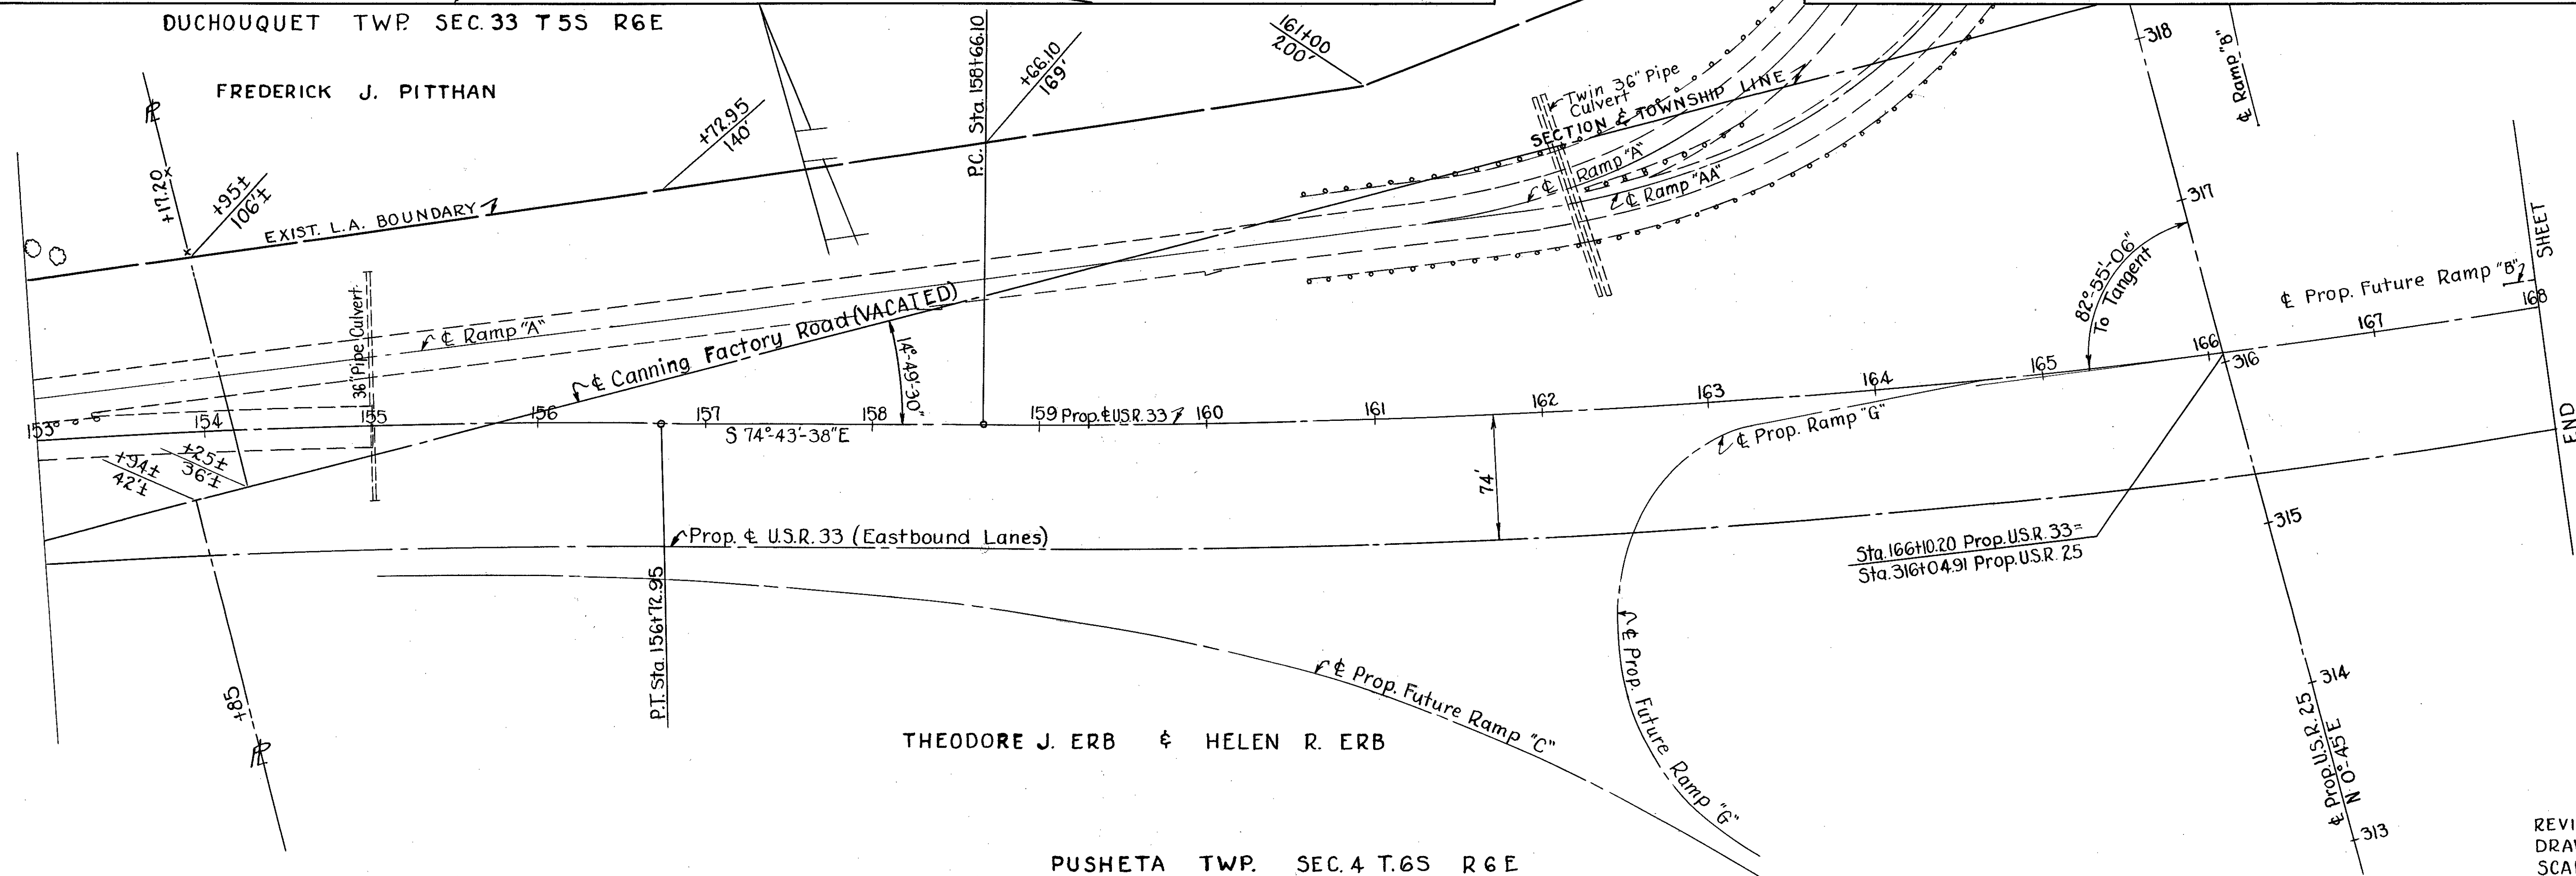 DUCHOUQUET TWP. SEC. 33 T 5S R6E
FREDERICK J. PITTHAN
℄ Ramp "B"
318
P.C. Sta. 158+66.10
+66.10
169'
161+00
200'
Twin 36" Pipe
Culvert
SECTION & TOWNSHIP LINE
+72.95
140'
℄ Ramp "A"
℄ Ramp "AA"
317
+17.20
+95±
106'±
EXIST. L.A. BOUNDARY
82°-55'-06"
To Tangent
SHEET
℄ Prop. Future Ramp "B"
36" Pipe Culvert
℄ Ramp "A"
℄ Canning Factory Road (VACATED)
14°-49'-30"
153 154 155 156 157 158 159 Prop. ℄ U.S.R. 33 160 161 162 163 164 165 166 167 168
316
S 74°-43'-38"E
℄ Prop. Ramp "G"
END
+94±
42'±
+25±
36'±
74'
315
Prop. ℄ U.S.R. 33 (Eastbound Lanes)
Sta. 166+10.20 Prop. U.S.R. 33=
Sta. 316+04.91 Prop. U.S.R. 25
P.T. Sta. 156+72.95
℄ Prop. Future Ramp "C"
℄ Prop. Future Ramp "G"
314
+85
℄ Prop. U.S.R. 25
N 0°-45' E
THEODORE J. ERB & HELEN R. ERB
313
PUSHETA TWP. SEC. 4 T.6S R 6 E
REVI
DRA
SCA